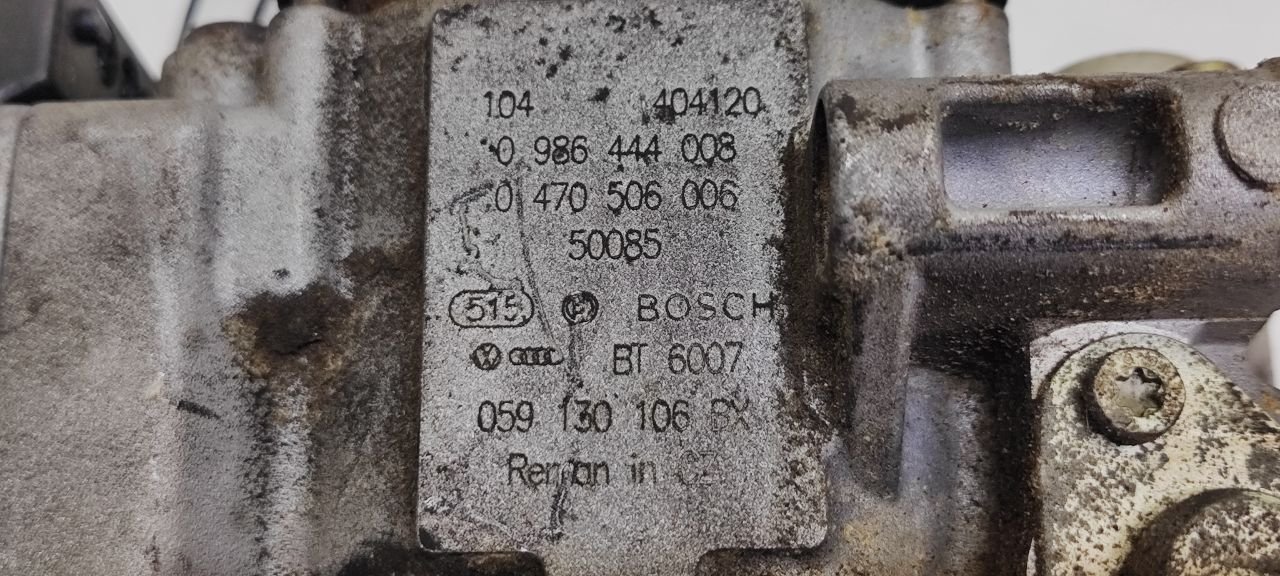 104 404120
0 986 444 008
0 470 506 006
50085
515 BOSCH
BT 6007
059 130 106 BX
Reman in CZ